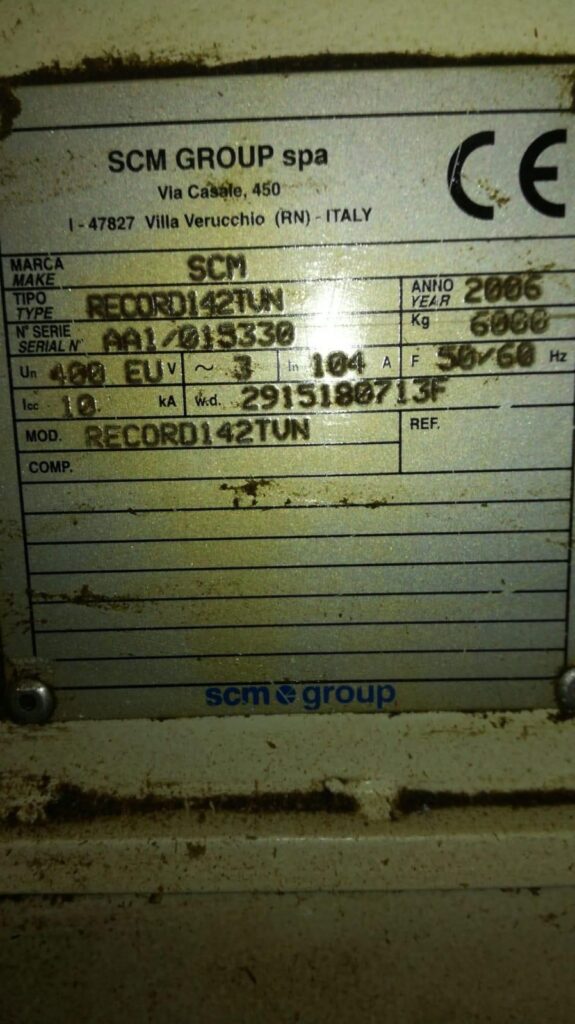 SCM GROUP spa
Via Casale, 450
I - 47827 Villa Verucchio (RN) - ITALY
CE
MARCA
MAKE SCM
TIPO
TYPE RECORD142TVN
ANNO
YEAR 2006
N° SERIE
SERIAL N° AA1/015330
Kg 6000
Un 400 EU V ~ 3 In 104 A F 50/60 Hz
Icc 10 kA w.d. 2915180713F
MOD. RECORD142TVN REF.
COMP.
scm group